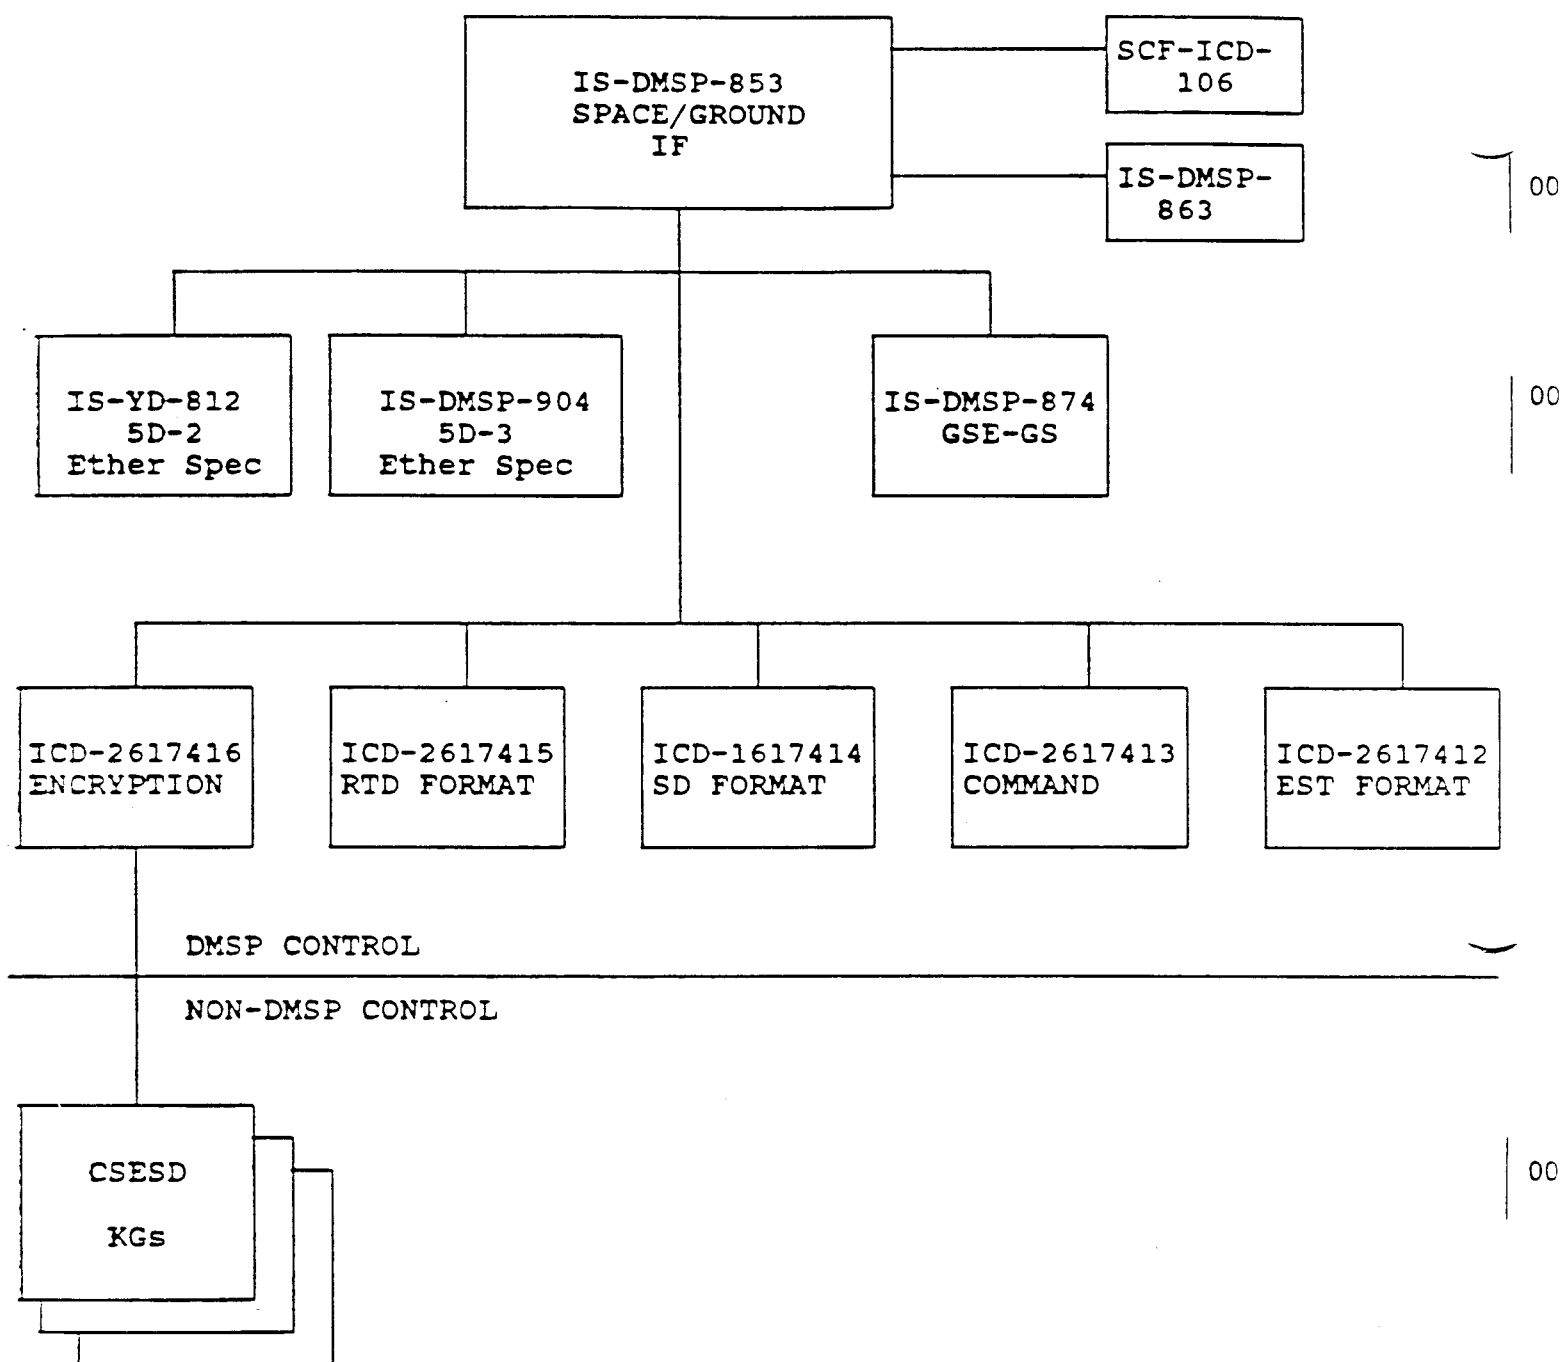 IS-DMSP-853
SPACE/GROUND
IF
SCF-ICD-
106
IS-DMSP-
863
00
IS-YD-812
5D-2
Ether Spec
IS-DMSP-904
5D-3
Ether Spec
IS-DMSP-874
GSE-GS
00
ICD-2617416
ENCRYPTION
ICD-2617415
RTD FORMAT
ICD-1617414
SD FORMAT
ICD-2617413
COMMAND
ICD-2617412
EST FORMAT
DMSP CONTROL
NON-DMSP CONTROL
CSESD
KGs
00